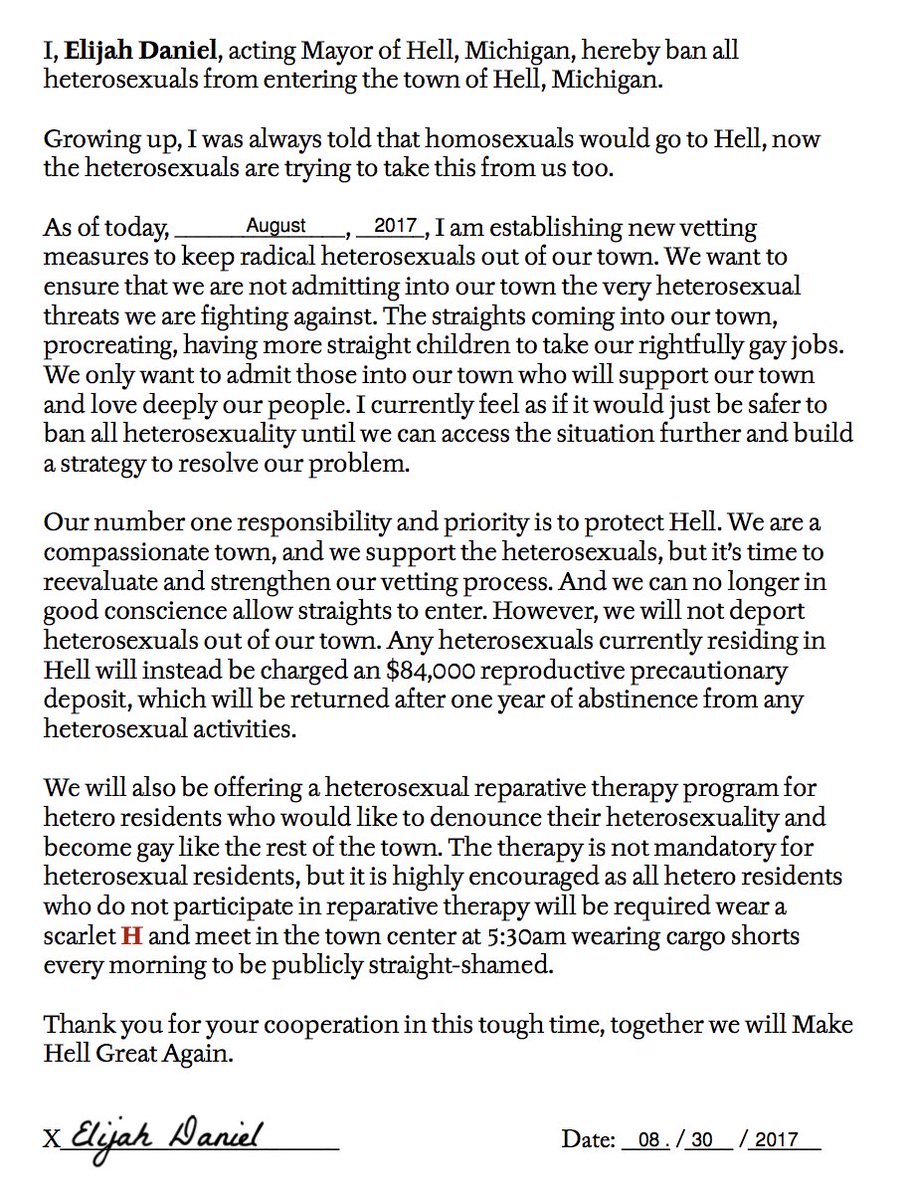 I, Elijah Daniel, acting Mayor of Hell, Michigan, hereby ban all
heterosexuals from entering the town of Hell, Michigan.
Growing up, I was always told that homosexuals would go to Hell, now
the heterosexuals are trying to take this from us too.
As of today, August, 2017, I am establishing new vetting
measures to keep radical heterosexuals out of our town. We want to
ensure that we are not admitting into our town the very heterosexual
threats we are fighting against. The straights coming into our town,
procreating, having more straight children to take our rightfully gay jobs.
We only want to admit those into our town who will support our town
and love deeply our people. I currently feel as if it would just be safer to
ban all heterosexuality until we can access the situation further and build
a strategy to resolve our problem.
Our number one responsibility and priority is to protect Hell. We are a
compassionate town, and we support the heterosexuals, but it's time to
reevaluate and strengthen our vetting process. And we can no longer in
good conscience allow straights to enter. However, we will not deport
heterosexuals out of our town. Any heterosexuals currently residing in
Hell will instead be charged an $84,000 reproductive precautionary
deposit, which will be returned after one year of abstinence from any
heterosexual activities.
We will also be offering a heterosexual reparative therapy program for
hetero residents who would like to denounce their heterosexuality and
become gay like the rest of the town. The therapy is not mandatory for
heterosexual residents, but it is highly encouraged as all hetero residents
who do not participate in reparative therapy will be required wear a
scarlet H and meet in the town center at 5:30am wearing cargo shorts
every morning to be publicly straight-shamed.
Thank you for your cooperation in this tough time, together we will Make
Hell Great Again.
X Elijah Daniel Date: 08 . / 30 / 2017